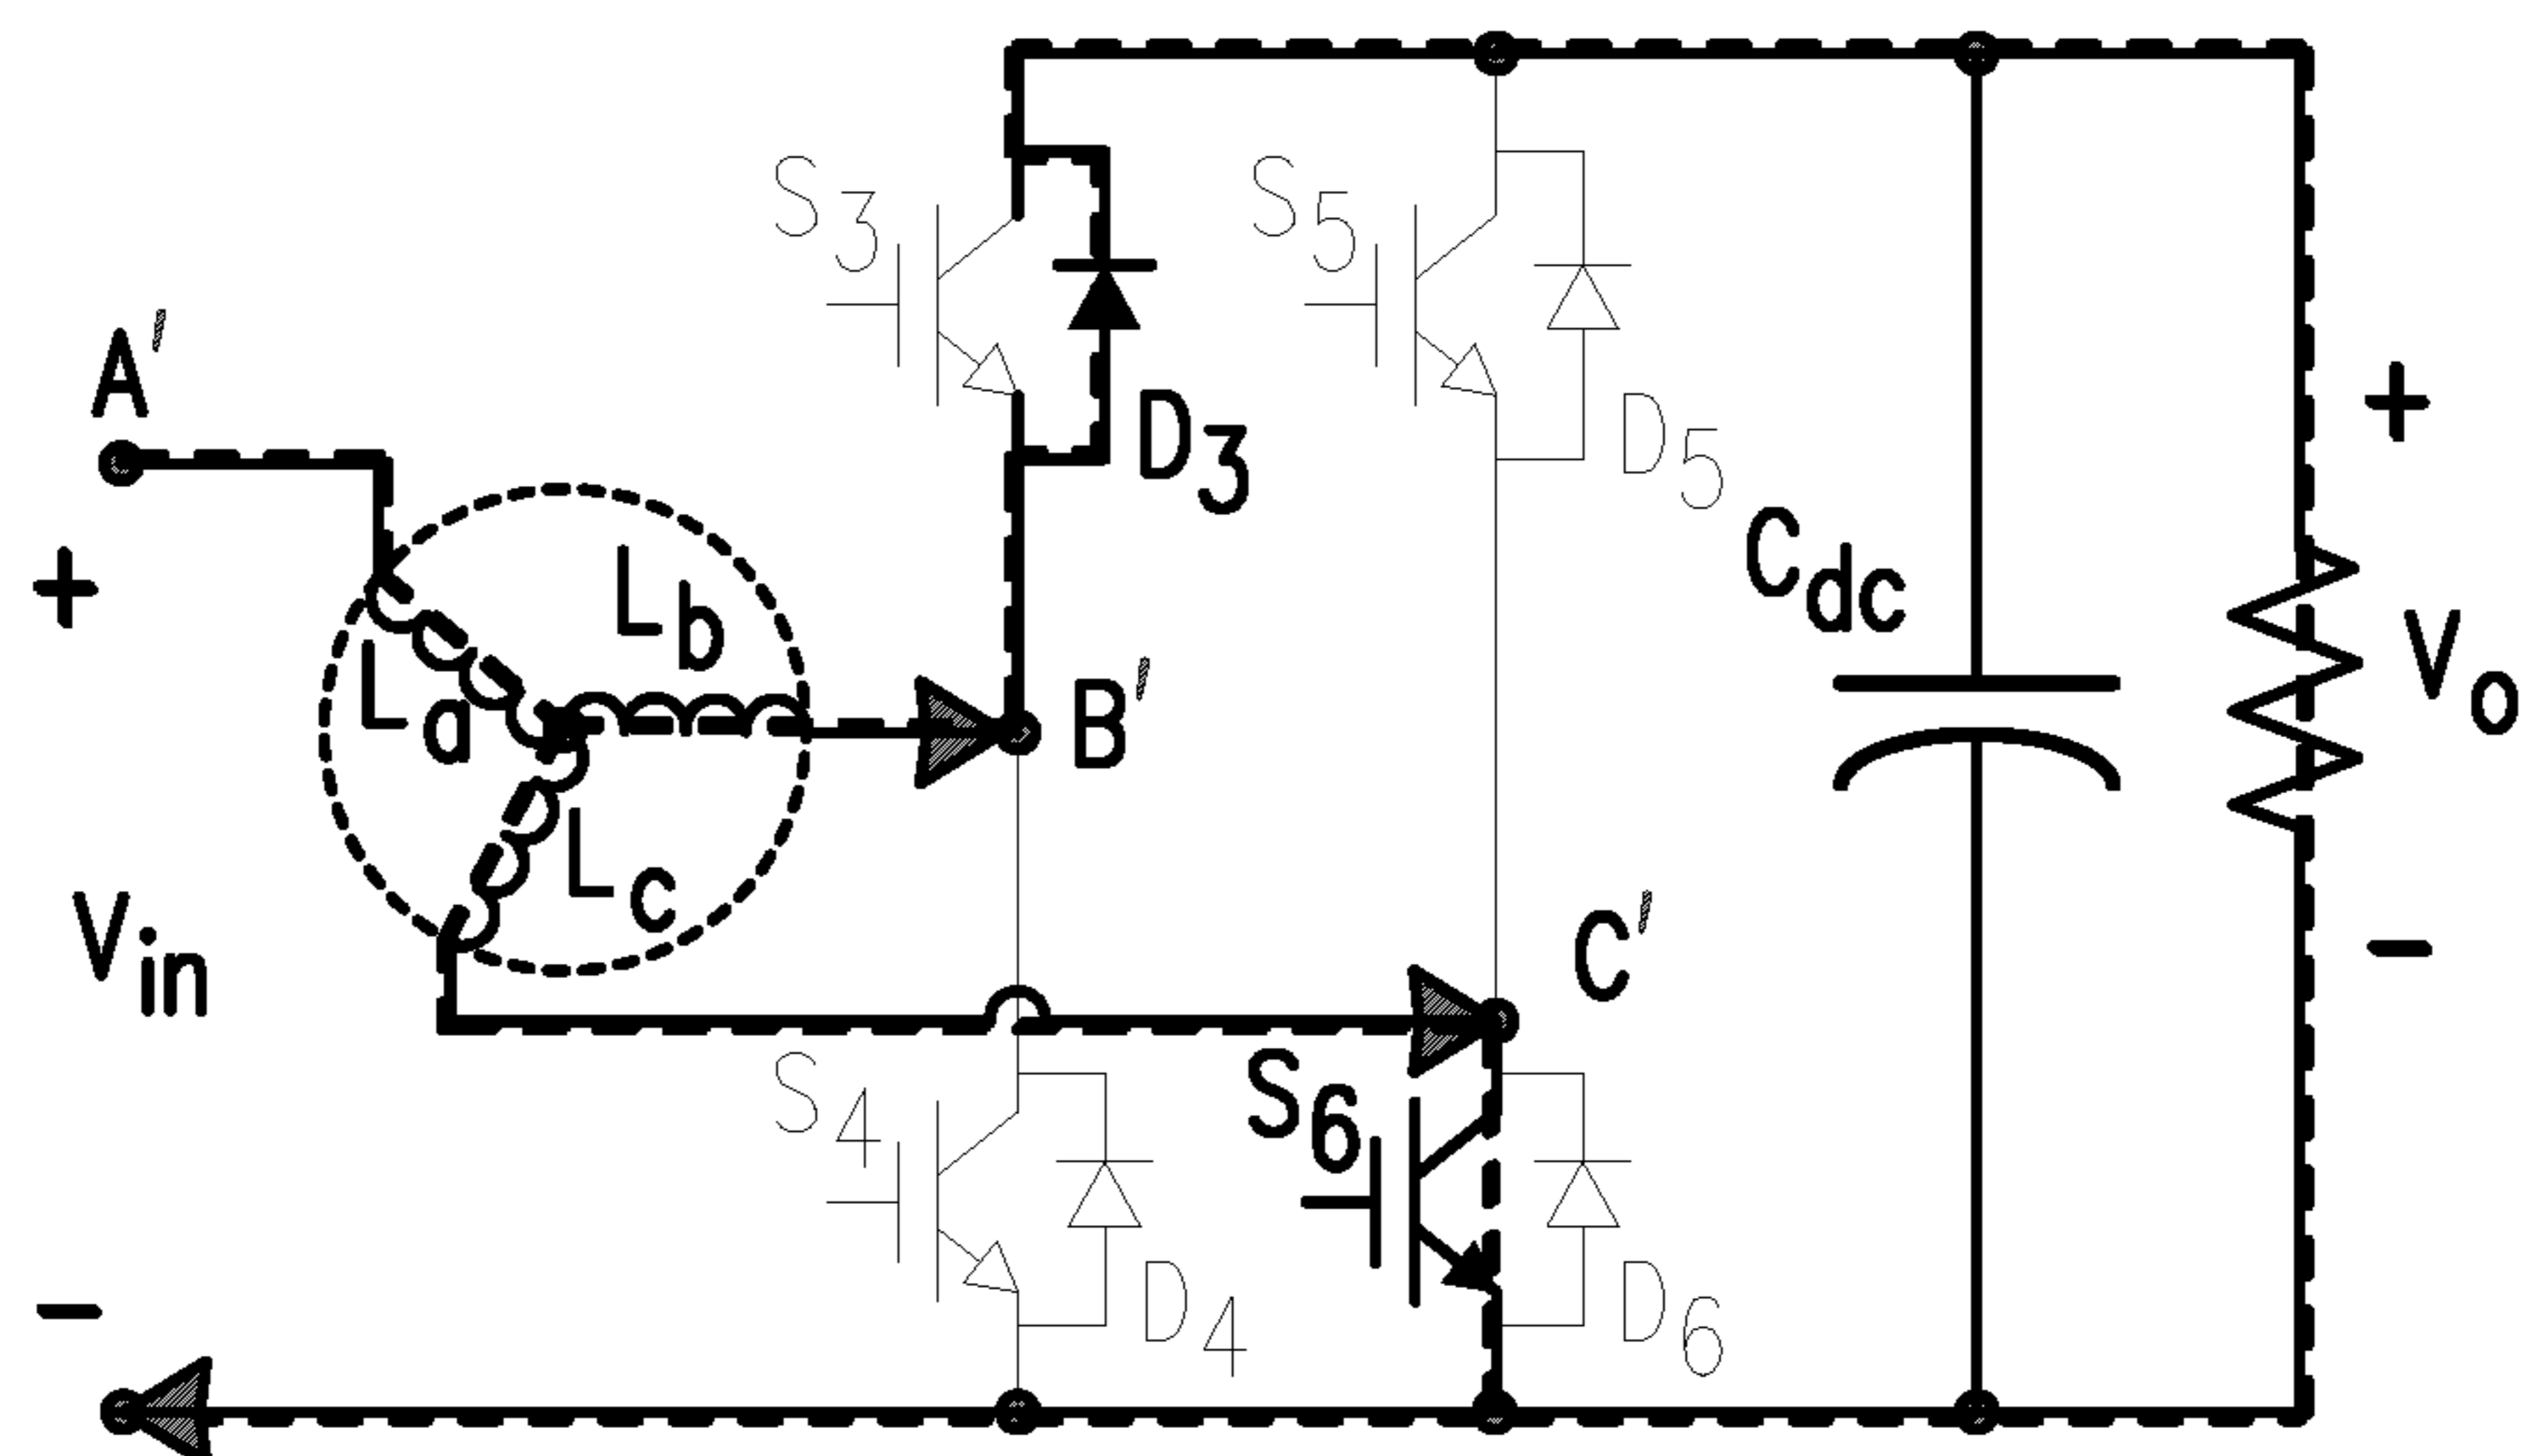 S3
S5
A'
D3
D5
+
+
Cdc
Lb
La
B'
Vo
Lc
Vin
C'
-
S4
S6
-
D4
D6